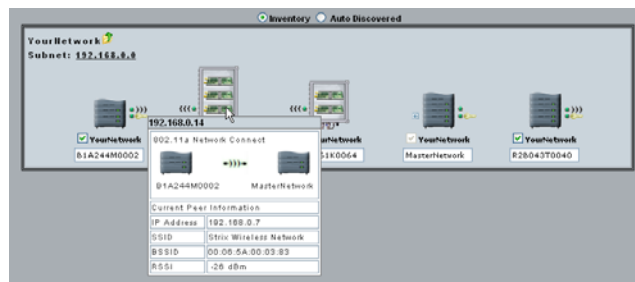 Inventory Auto Discovered
YourNetwork
Subnet: 192.168.0.0
YourNetwork
YourNetwork
YourNetwork
YourNetwork
B1A244M0002
MasterNetwork
R28043T0040
192.168.0.14
802.11a Network Connect
B1A244M0002 MasterNetwork
Current Peer Information
IP Address 192.168.0.7
SSID Strix Wireless Network
BSSID 00:06:5A:00:03:83
RSSI -26 dBm